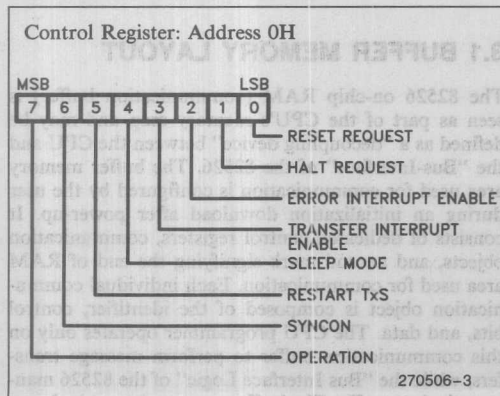 Control Register: Address 0H
MSB LSB
7 6 5 4 3 2 1 0
RESET REQUEST
HALT REQUEST
ERROR INTERRUPT ENABLE
TRANSFER INTERRUPT
ENABLE
SLEEP MODE
RESTART TxS
SYNCON
OPERATION
270506-3